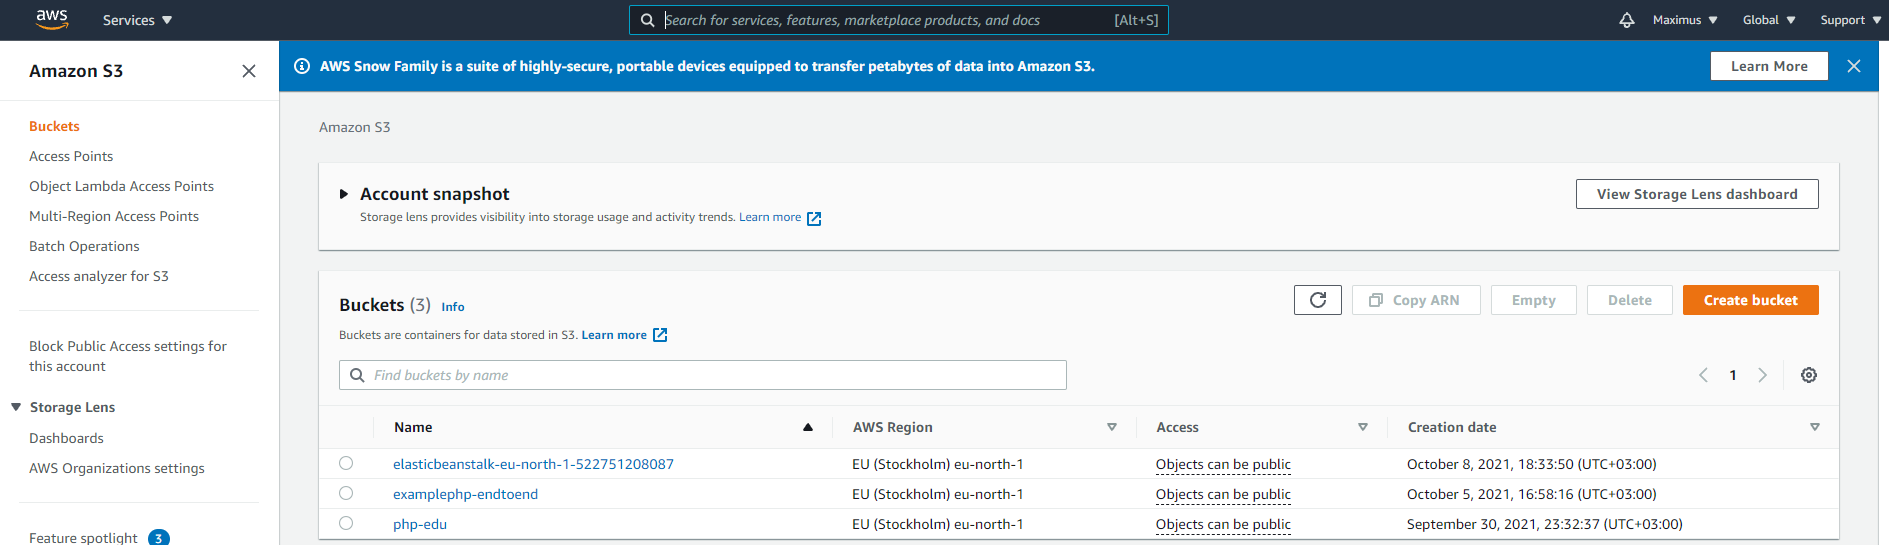 aws Services Search for services, features, marketplace products, and docs [Alt+S] Maximus Global Support
Amazon S3
AWS Snow Family is a suite of highly-secure, portable devices equipped to transfer petabytes of data into Amazon S3. Learn More
Buckets
Access Points
Object Lambda Access Points
Multi-Region Access Points
Batch Operations
Access analyzer for S3
Block Public Access settings for
this account
Storage Lens
Dashboards
AWS Organizations settings
Feature spotlight 3
Amazon S3
Account snapshot
Storage lens provides visibility into storage usage and activity trends. Learn more
View Storage Lens dashboard
Buckets (3) Info
Buckets are containers for data stored in S3. Learn more
Copy ARN Empty Delete Create bucket
Find buckets by name
1
Name AWS Region Access Creation date
elasticbeanstalk-eu-north-1-522751208087 EU (Stockholm) eu-north-1 Objects can be public October 8, 2021, 18:33:50 (UTC+03:00)
examplephp-endtoend EU (Stockholm) eu-north-1 Objects can be public October 5, 2021, 16:58:16 (UTC+03:00)
php-edu EU (Stockholm) eu-north-1 Objects can be public September 30, 2021, 23:32:37 (UTC+03:00)